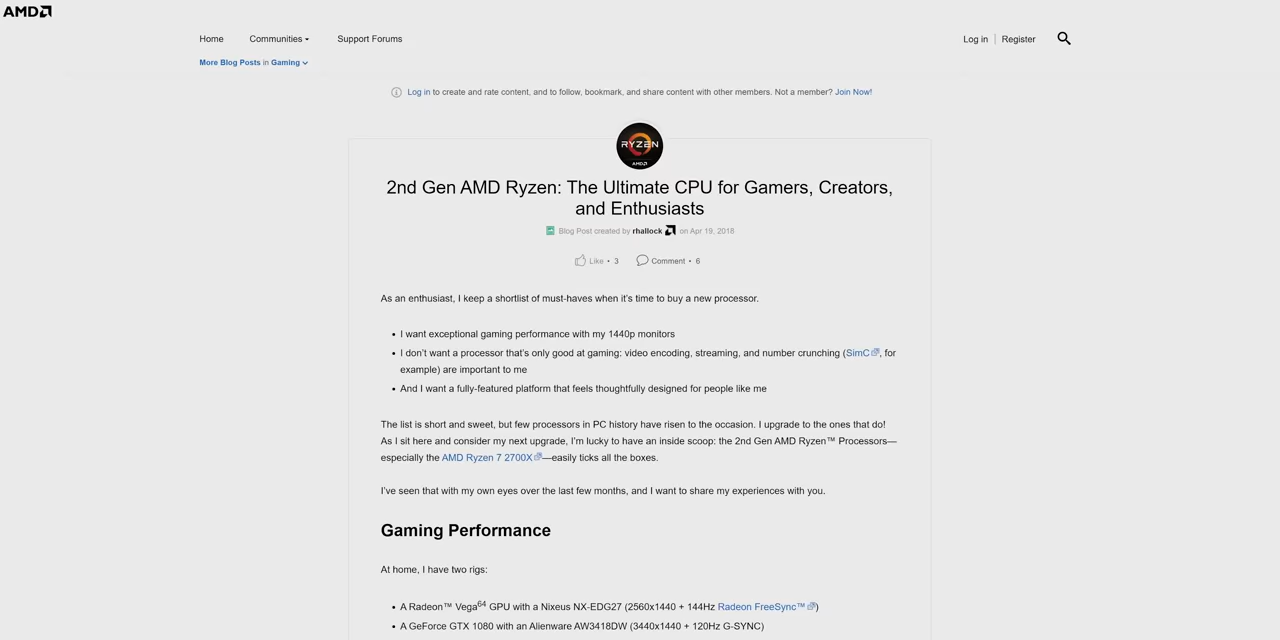 AMD
Home Communities Support Forums Log in Register
More Blog Posts in Gaming
Log in to create and rate content, and to follow, bookmark, and share content with other members. Not a member? Join Now!
RYZEN
AMD
2nd Gen AMD Ryzen: The Ultimate CPU for Gamers, Creators,
and Enthusiasts
Blog Post created by rhallock on Apr 19, 2018
Like • 3 Comment • 6
As an enthusiast, I keep a shortlist of must-haves when it's time to buy a new processor.
• I want exceptional gaming performance with my 1440p monitors
• I don't want a processor that's only good at gaming: video encoding, streaming, and number crunching (SimC, for
example) are important to me
• And I want a fully-featured platform that feels thoughtfully designed for people like me
The list is short and sweet, but few processors in PC history have risen to the occasion. I upgrade to the ones that do!
As I sit here and consider my next upgrade, I'm lucky to have an inside scoop: the 2nd Gen AMD Ryzen™ Processors—
especially the AMD Ryzen 7 2700X—easily ticks all the boxes.
I've seen that with my own eyes over the last few months, and I want to share my experiences with you.
Gaming Performance
At home, I have two rigs:
• A Radeon™ Vega64 GPU with a Nixeus NX-EDG27 (2560x1440 + 144Hz Radeon FreeSync™)
• A GeForce GTX 1080 with an Alienware AW3418DW (3440x1440 + 120Hz G-SYNC)